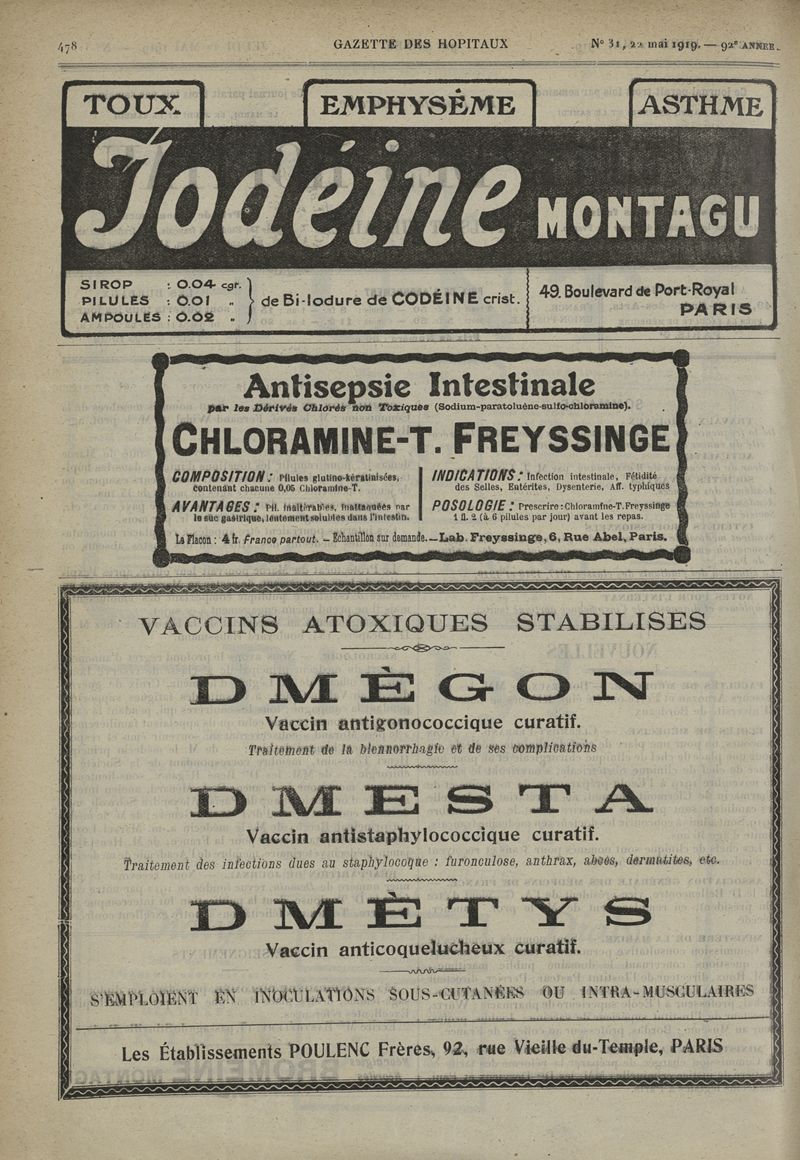 478
GAZETTE DES HOPITAUX
N° 31, 22 mai 1919. — 92e ANNEE.
TOUX
EMPHYSÈME
ASTHME
Iodéine MONTAGU
SIROP : 0.04 cgr.
PILULES : 0.01 „
AMPOULES : 0.02 „
de Bi-Iodure de CODÉINE crist.
49. Boulevard de Port-Royal
PARIS
Antisepsie Intestinale
par les Dérivés Chlorés non Toxiques (Sodium-paratoluène-sulfo-chloramine).
CHLORAMINE-T. FREYSSINGE
COMPOSITION : Pilules glutino-kératinisées,
contenant chacune 0,05 Chloramine-T.
AVANTAGES : Pil. inaltérables, inattaquées par
le suc gastrique, lentement solubles dans l'intestin.
INDICATIONS : Infection intestinale, Fétidité
des Selles, Entérites, Dysenterie, Aff. typhiques
POSOLOGIE : Prescrire : Chloramine-T. Freyssinge
1 fl. 2 (à 6 pilules par jour) avant les repas.
Le Flacon : 4 fr. franco partout. — Echantillon sur demande. — Lab. Freyssinge, 6, Rue Abel, Paris.
VACCINS ATOXIQUES STABILISES
DMÈGON
Vaccin antigonococcique curatif.
Traitement de la blennorrhagie et de ses complications
DMESTA
Vaccin antistaphylococcique curatif.
Traitement des infections dues au staphylocoque : furonculose, anthrax, abcès, dermatites, etc.
DMÈTYS
Vaccin anticoquelucheux curatif.
S'EMPLOIENT EN INOCULATIONS SOUS-CUTANÉES OU INTRA-MUSCULAIRES
Les Établissements POULENC Frères, 92, rue Vieille du-Temple, PARIS